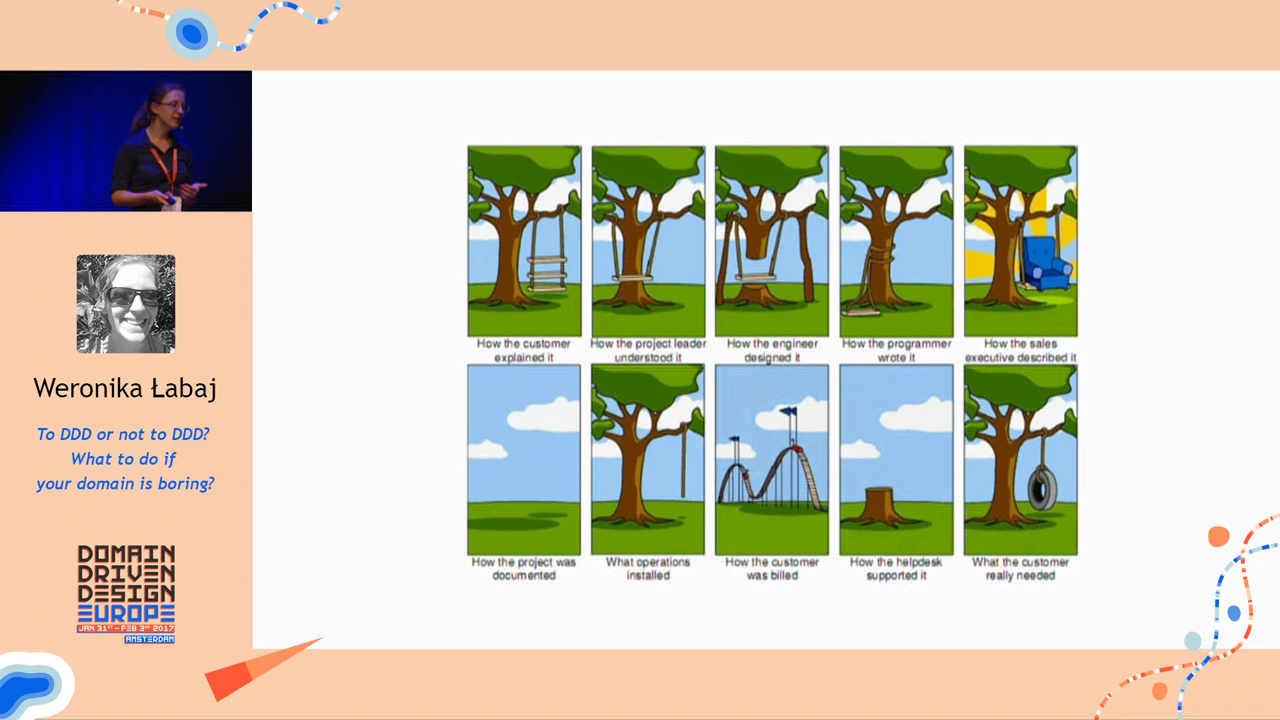 How the customer
explained it
How the project leader
understood it
How the engineer
designed it
How the programmer
wrote it
How the sales
executive described it
How the project was
documented
What operations
installed
How the customer
was billed
How the helpdesk
supported it
What the customer
really needed
Weronika Łabaj
To DDD or not to DDD?
What to do if
your domain is boring?
DOMAIN
DRIVEN
DESIGN
EUROPE
JAN 31ST-FEB 3RD 2017
AMSTERDAM